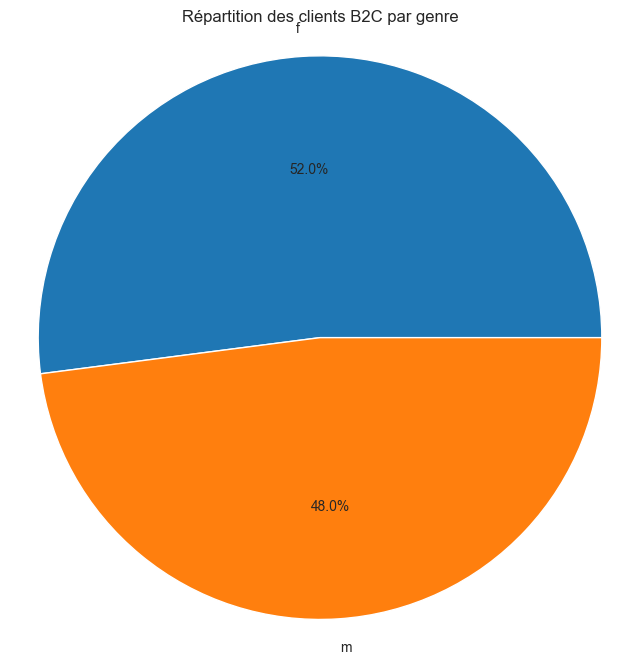 Répartition des clients B2C par genre
f
52.0%
48.0%
m